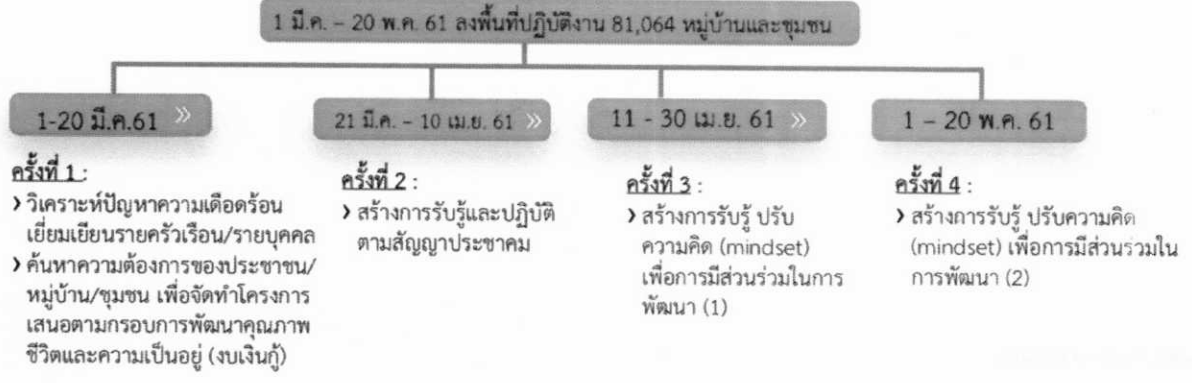 1 มี.ค. – 20 พ.ค. 61 ลงพื้นที่ปฏิบัติงาน 81,064 หมู่บ้านและชุมชน
1-20 มี.ค.61 »
ครั้งที่ 1 :
› วิเคราะห์ปัญหาความเดือดร้อน
เยี่ยมเยียนรายครัวเรือน/รายบุคคล
› ค้นหาความต้องการของประชาชน/
หมู่บ้าน/ชุมชน เพื่อจัดทำโครงการ
เสนอตามกรอบการพัฒนาคุณภาพ
ชีวิตและความเป็นอยู่ (งบเงินกู้)
21 มี.ค. – 10 เม.ย. 61 »
ครั้งที่ 2 :
› สร้างการรับรู้และปฏิบัติ
ตามสัญญาประชาคม
11 - 30 เม.ย. 61 »
ครั้งที่ 3 :
› สร้างการรับรู้ ปรับ
ความคิด (mindset)
เพื่อการมีส่วนร่วมในการ
พัฒนา (1)
1 – 20 พ.ค. 61
ครั้งที่ 4 :
› สร้างการรับรู้ ปรับความคิด
(mindset) เพื่อการมีส่วนร่วมใน
การพัฒนา (2)